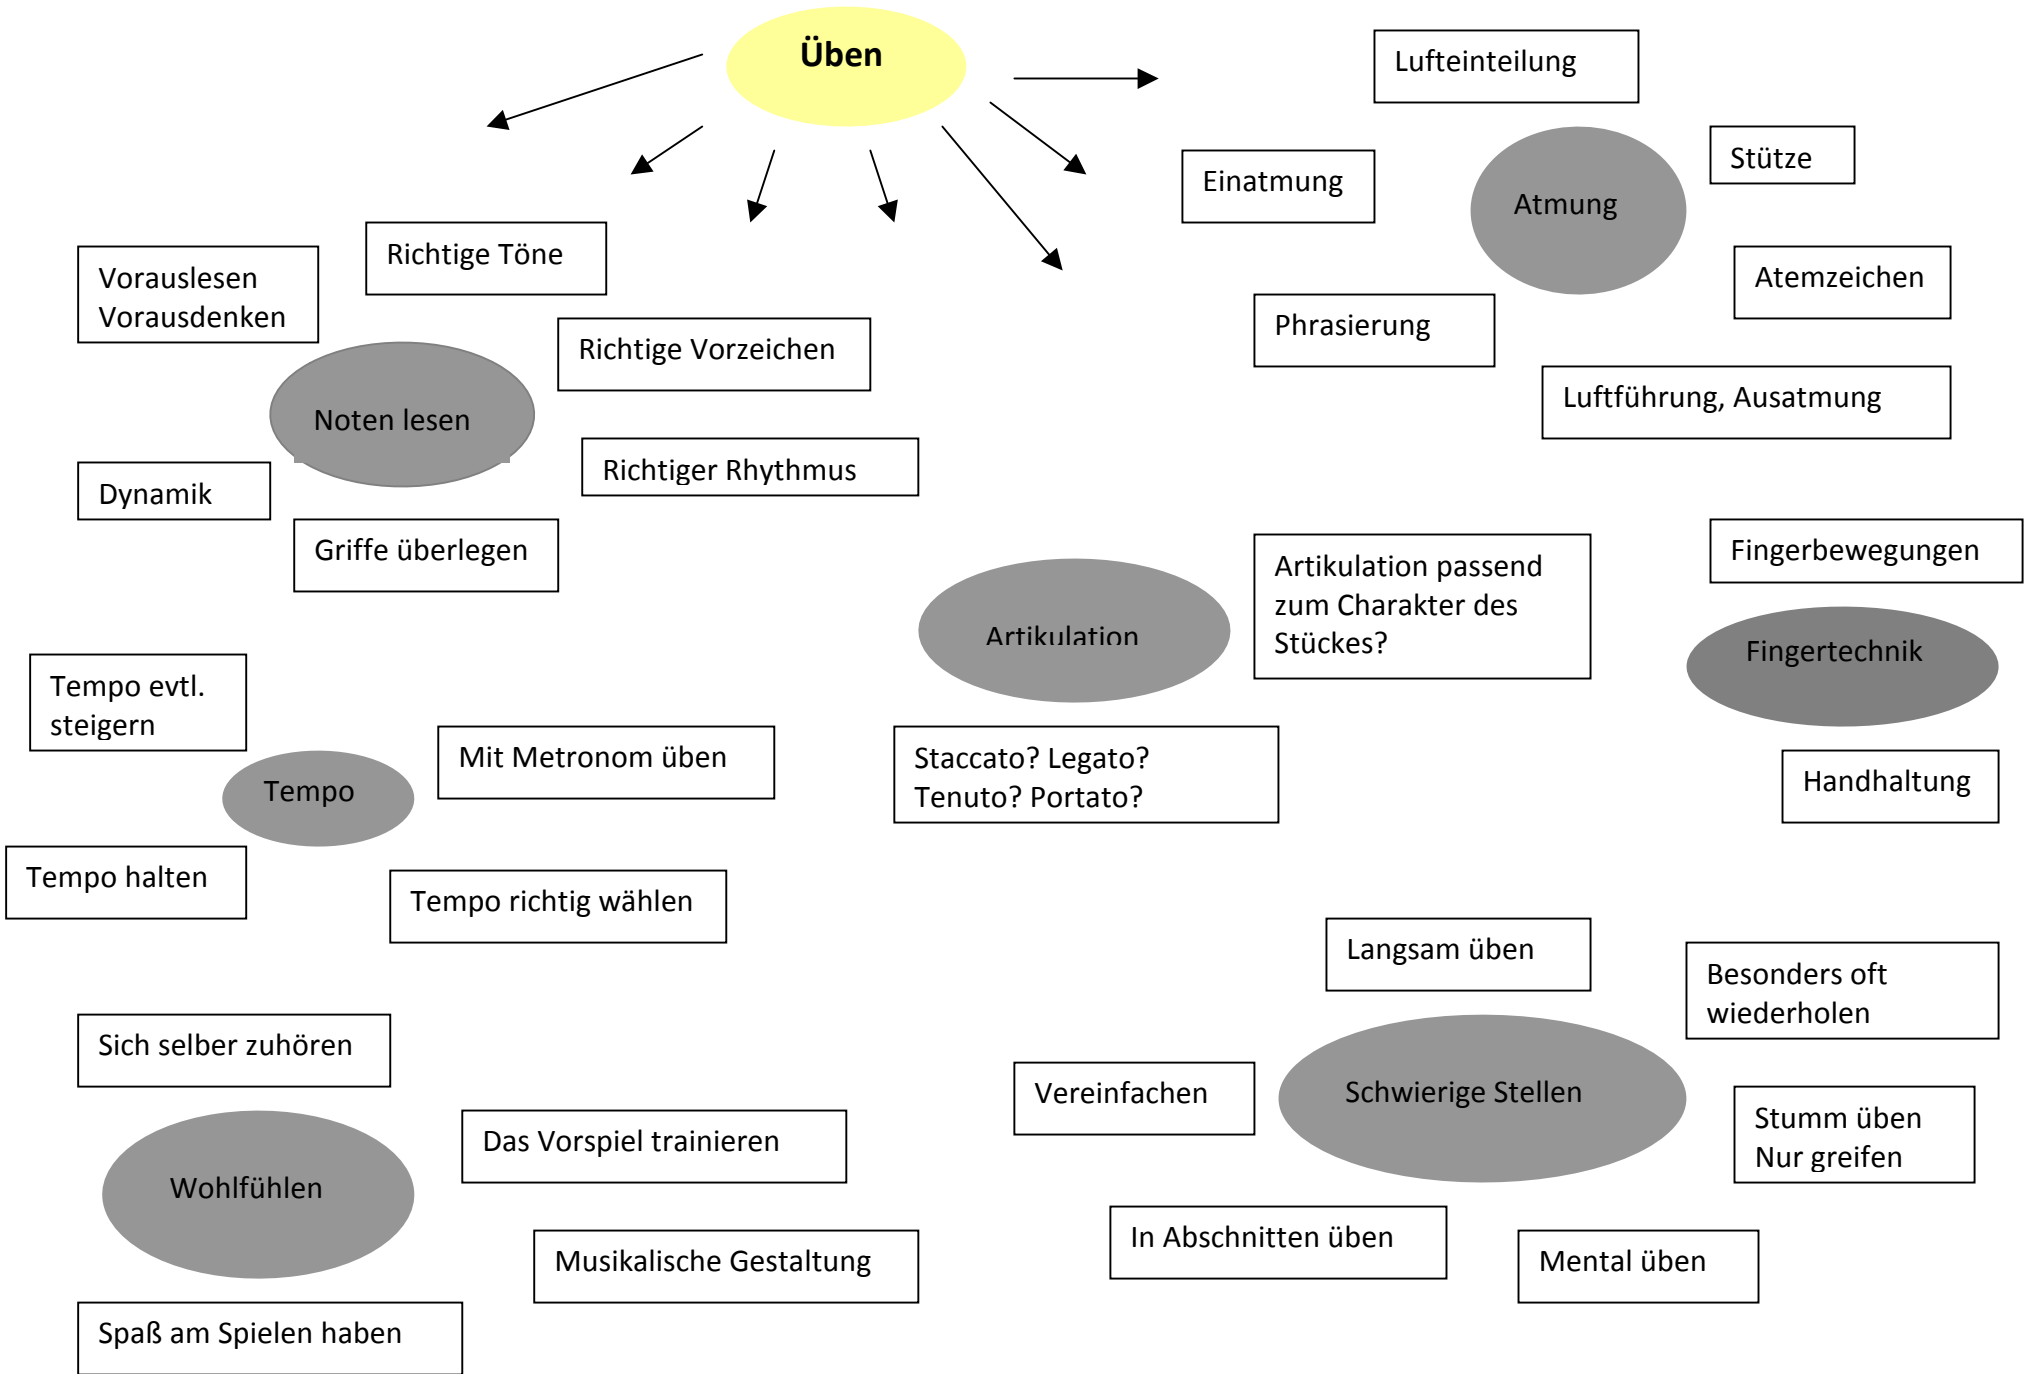 Üben
Lufteinteilung
Stütze
Einatmung
Atmung
Atemzeichen
Phrasierung
Luftführung, Ausatmung
Richtige Töne
Vorauslesen
Vorausdenken
Richtige Vorzeichen
Noten lesen
Richtiger Rhythmus
Dynamik
Griffe überlegen
Artikulation
Artikulation passend
zum Charakter des
Stückes?
Staccato? Legato?
Tenuto? Portato?
Fingerbewegungen
Fingertechnik
Handhaltung
Tempo evtl.
steigern
Mit Metronom üben
Tempo
Tempo halten
Tempo richtig wählen
Langsam üben
Besonders oft
wiederholen
Vereinfachen
Schwierige Stellen
Stumm üben
Nur greifen
In Abschnitten üben
Mental üben
Sich selber zuhören
Das Vorspiel trainieren
Wohlfühlen
Musikalische Gestaltung
Spaß am Spielen haben